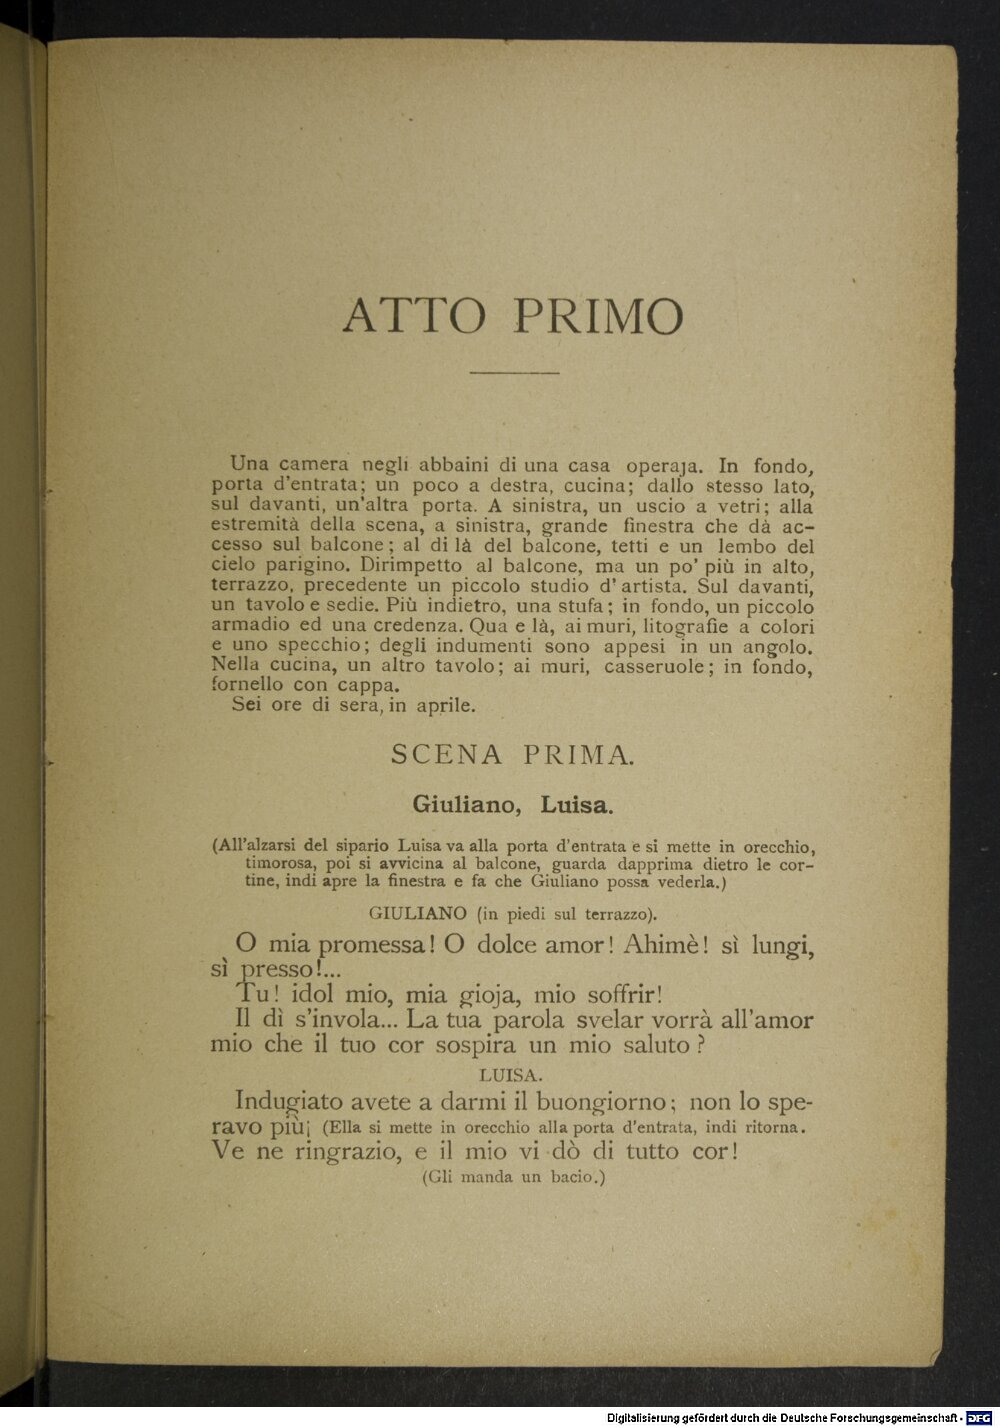 ATTO PRIMO
Una camera negli abbaini di una casa operaja. In fondo,
porta d'entrata; un poco a destra, cucina; dallo stesso lato,
sul davanti, un'altra porta. A sinistra, un uscio a vetri; alla
estremità della scena, a sinistra, grande finestra che dà ac-
cesso sul balcone; al di là del balcone, tetti e un lembo del
cielo parigino. Dirimpetto al balcone, ma un po' più in alto,
terrazzo, precedente un piccolo studio d'artista. Sul davanti,
un tavolo e sedie. Più indietro, una stufa; in fondo, un piccolo
armadio ed una credenza. Qua e là, ai muri, litografie a colori
e uno specchio; degli indumenti sono appesi in un angolo.
Nella cucina, un altro tavolo; ai muri, casseruole; in fondo,
fornello con cappa.
Sei ore di sera, in aprile.
SCENA PRIMA.
Giuliano, Luisa.
(All'alzarsi del sipario Luisa va alla porta d'entrata e si mette in orecchio,
timorosa, poi si avvicina al balcone, guarda dapprima dietro le cor-
tine, indi apre la finestra e fa che Giuliano possa vederla.)
GIULIANO (in piedi sul terrazzo).
O mia promessa! O dolce amor! Ahimè! sì lungi,
sì presso!...
Tu! idol mio, mia gioja, mio soffrir!
Il dì s'invola... La tua parola svelar vorrà all'amor
mio che il tuo cor sospira un mio saluto?
LUISA.
Indugiato avete a darmi il buongiorno; non lo spe-
ravo più¡ (Ella si mette in orecchio alla porta d'entrata, indi ritorna.
Ve ne ringrazio, e il mio vi dò di tutto cor!
(Gli manda un bacio.)
Digitalisierung gefördert durch die Deutsche Forschungsgemeinschaft - DFG